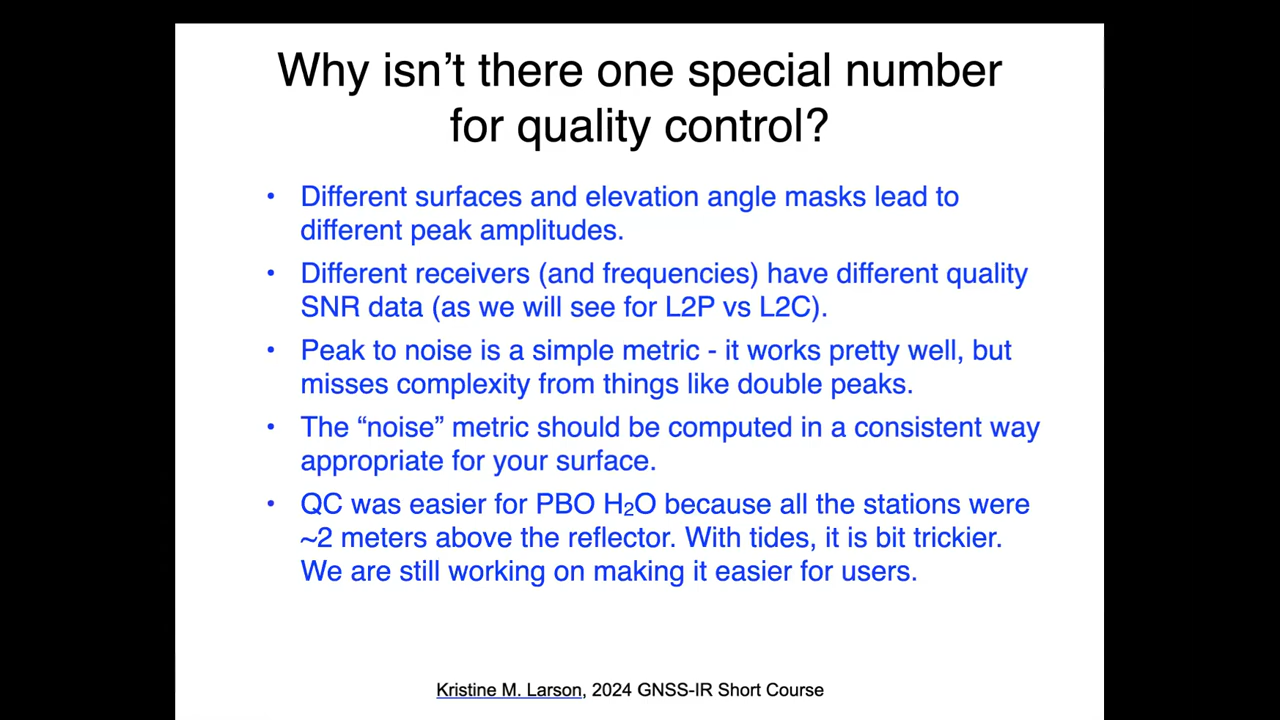 Why isn't there one special number
for quality control?
• Different surfaces and elevation angle masks lead to
different peak amplitudes.
• Different receivers (and frequencies) have different quality
SNR data (as we will see for L2P vs L2C).
• Peak to noise is a simple metric - it works pretty well, but
misses complexity from things like double peaks.
• The “noise” metric should be computed in a consistent way
appropriate for your surface.
• QC was easier for PBO H₂O because all the stations were
~2 meters above the reflector. With tides, it is bit trickier.
We are still working on making it easier for users.
Kristine M. Larson, 2024 GNSS-IR Short Course